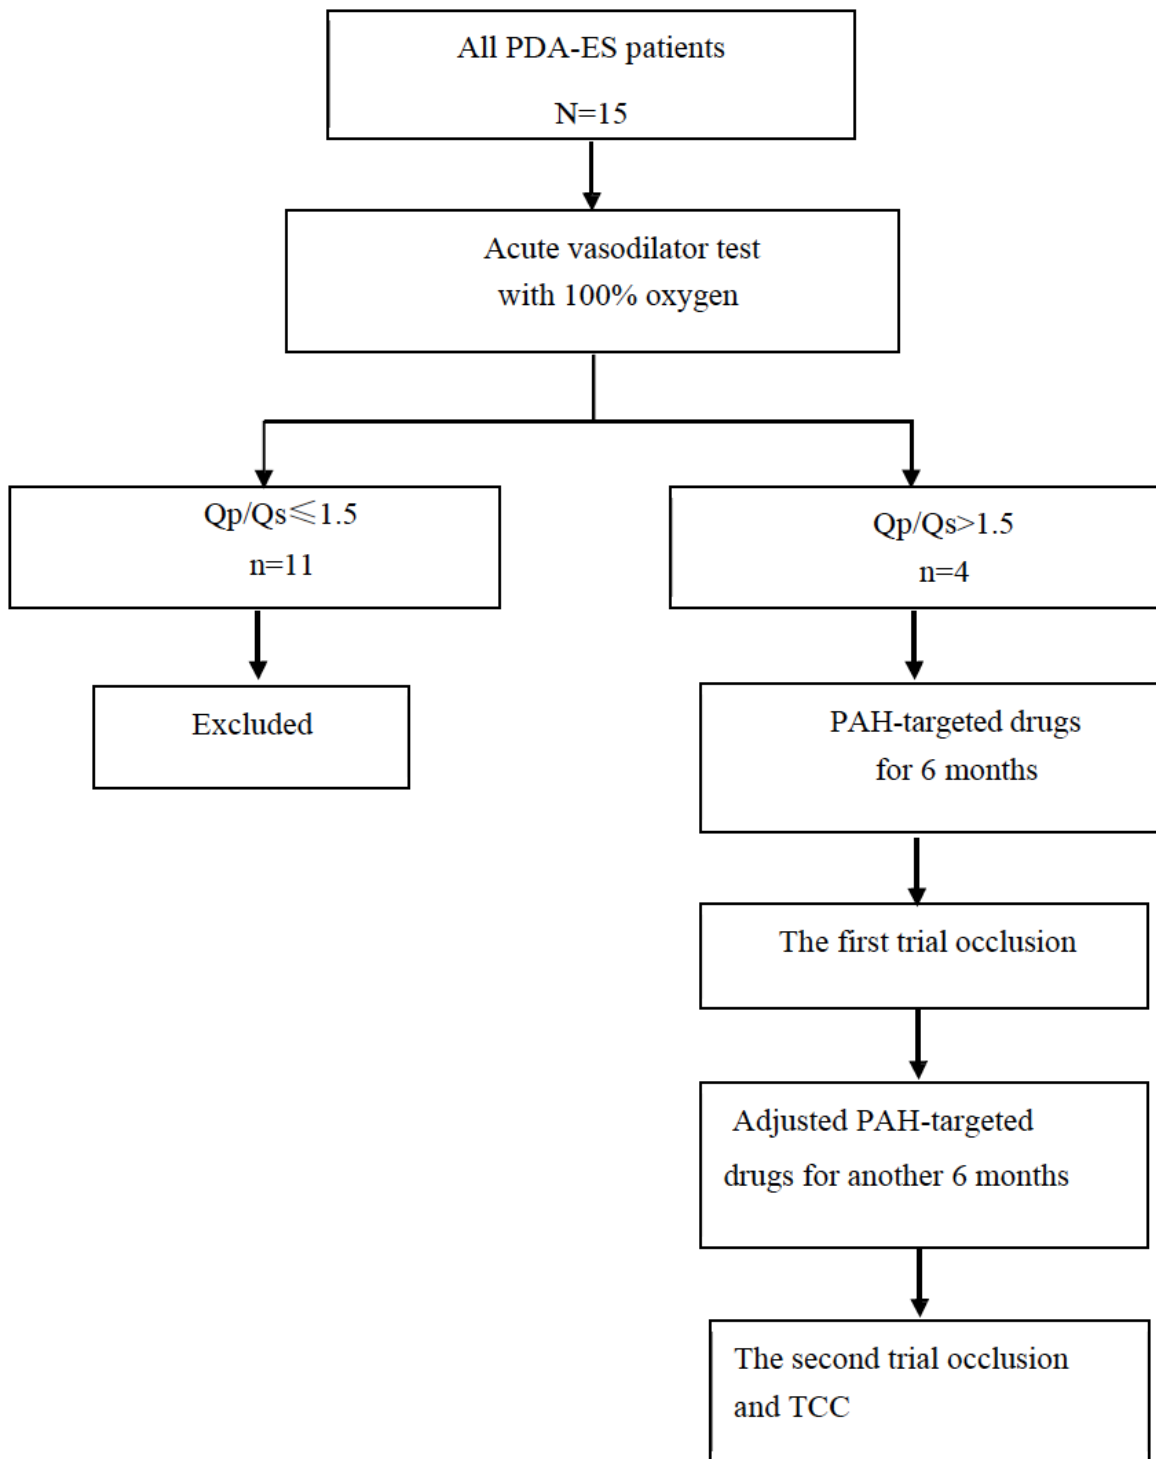 All PDA-ES patients
N=15
Acute vasodilator test
with 100% oxygen
Qp/Qs≤1.5
n=11
Qp/Qs>1.5
n=4
Excluded
PAH-targeted drugs
for 6 months
The first trial occlusion
Adjusted PAH-targeted
drugs for another 6 months
The second trial occlusion
and TCC